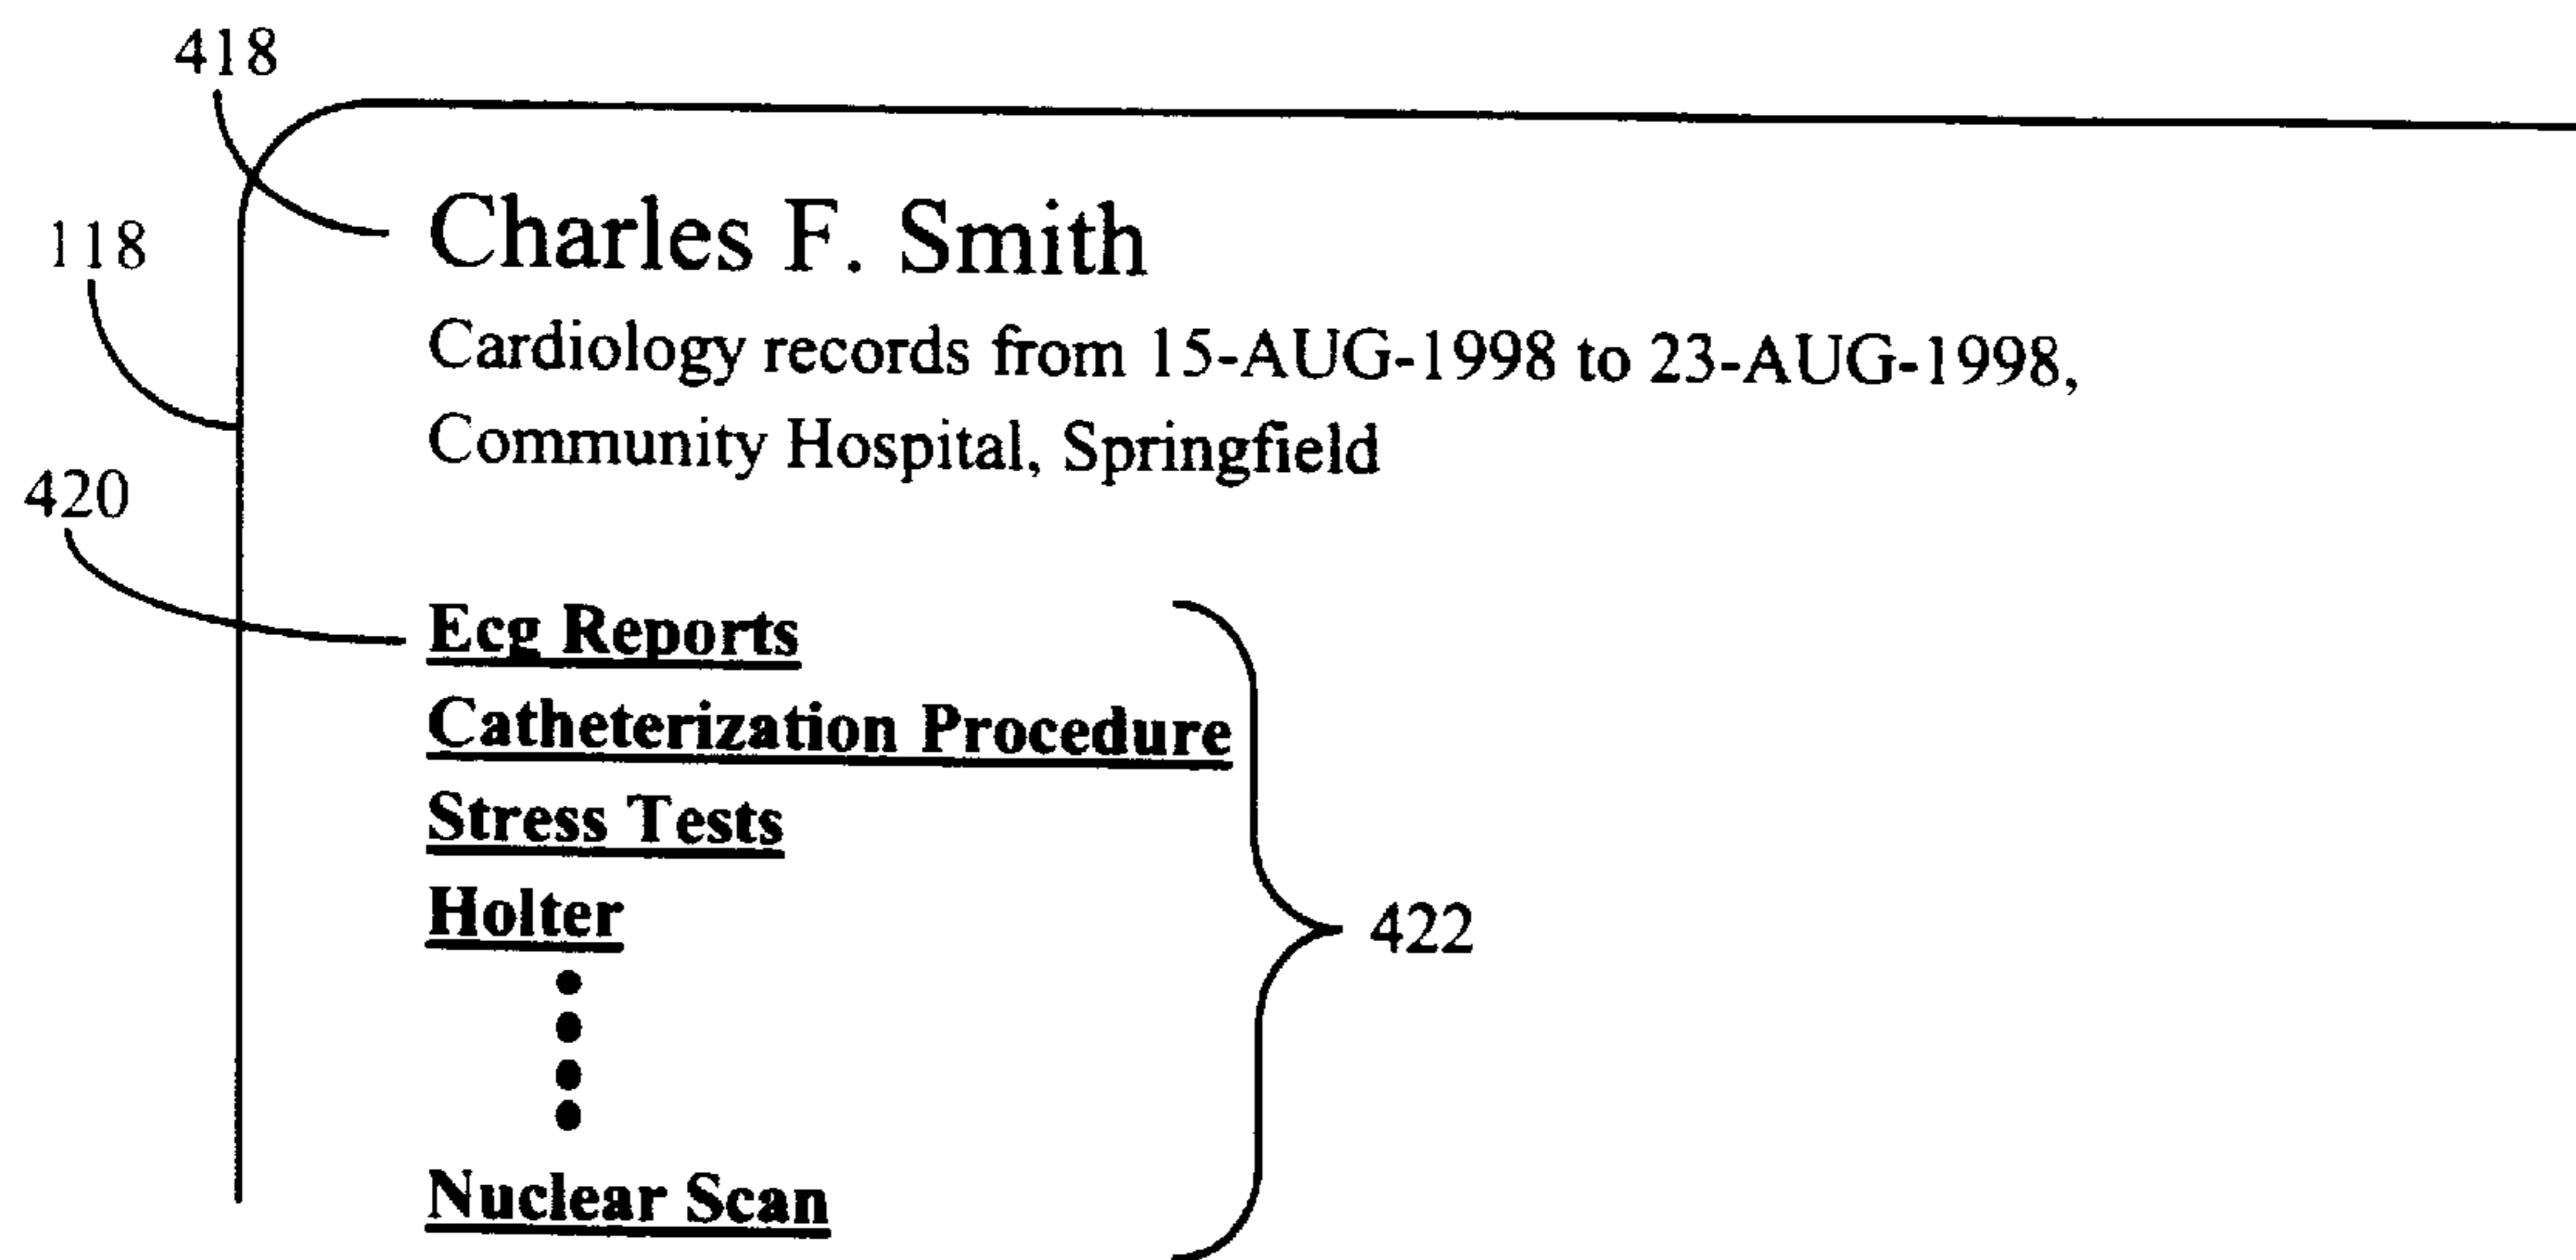 418
118
Charles F. Smith
Cardiology records from 15-AUG-1998 to 23-AUG-1998,
Community Hospital, Springfield
420
Ecg Reports
Catheterization Procedure
Stress Tests
Holter
422
Nuclear Scan